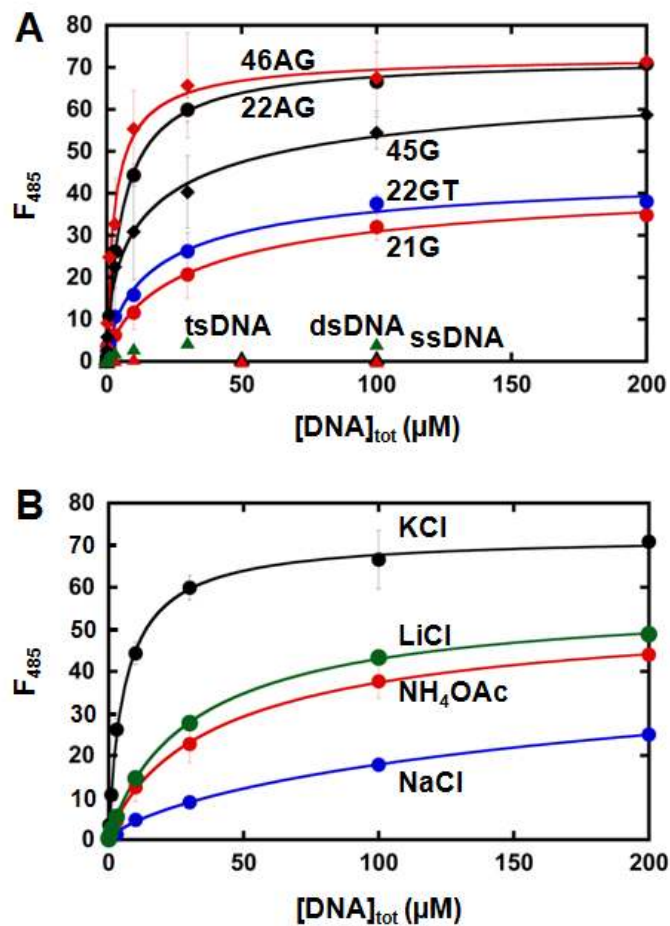 A
80
70
60
50
40
30
20
10
0
F485
46AG
22AG
45G
22GT
21G
tsDNA dsDNA ssDNA
0 50 100 150 200
[DNA]tot (µM)
B
80
70
60
50
40
30
20
10
0
F485
KCl
LiCl
NH4OAc
NaCl
0 50 100 150 200
[DNA]tot (µM)